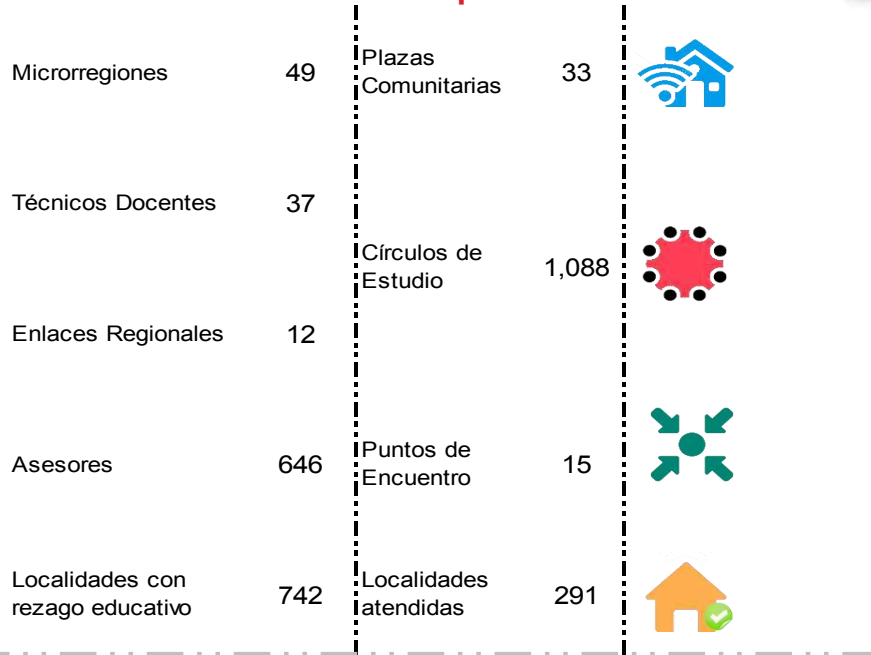 Microrregiones 49
Plazas
Comunitarias 33
Técnicos Docentes 37
Círculos de
Estudio 1,088
Enlaces Regionales 12
Asesores 646
Puntos de
Encuentro 15
Localidades con
rezago educativo 742
Localidades
atendidas 291